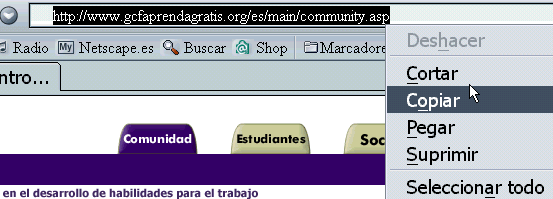 http://www.gcfaprendagratis.org/es/main/community.asp
Radio My Netscape.es Buscar Shop Marcadore
ntro...
Deshacer
Cortar
Copiar
Pegar
Suprimir
Seleccionar todo
Comunidad Estudiantes Soc
en el desarrollo de habilidades para el trabajo